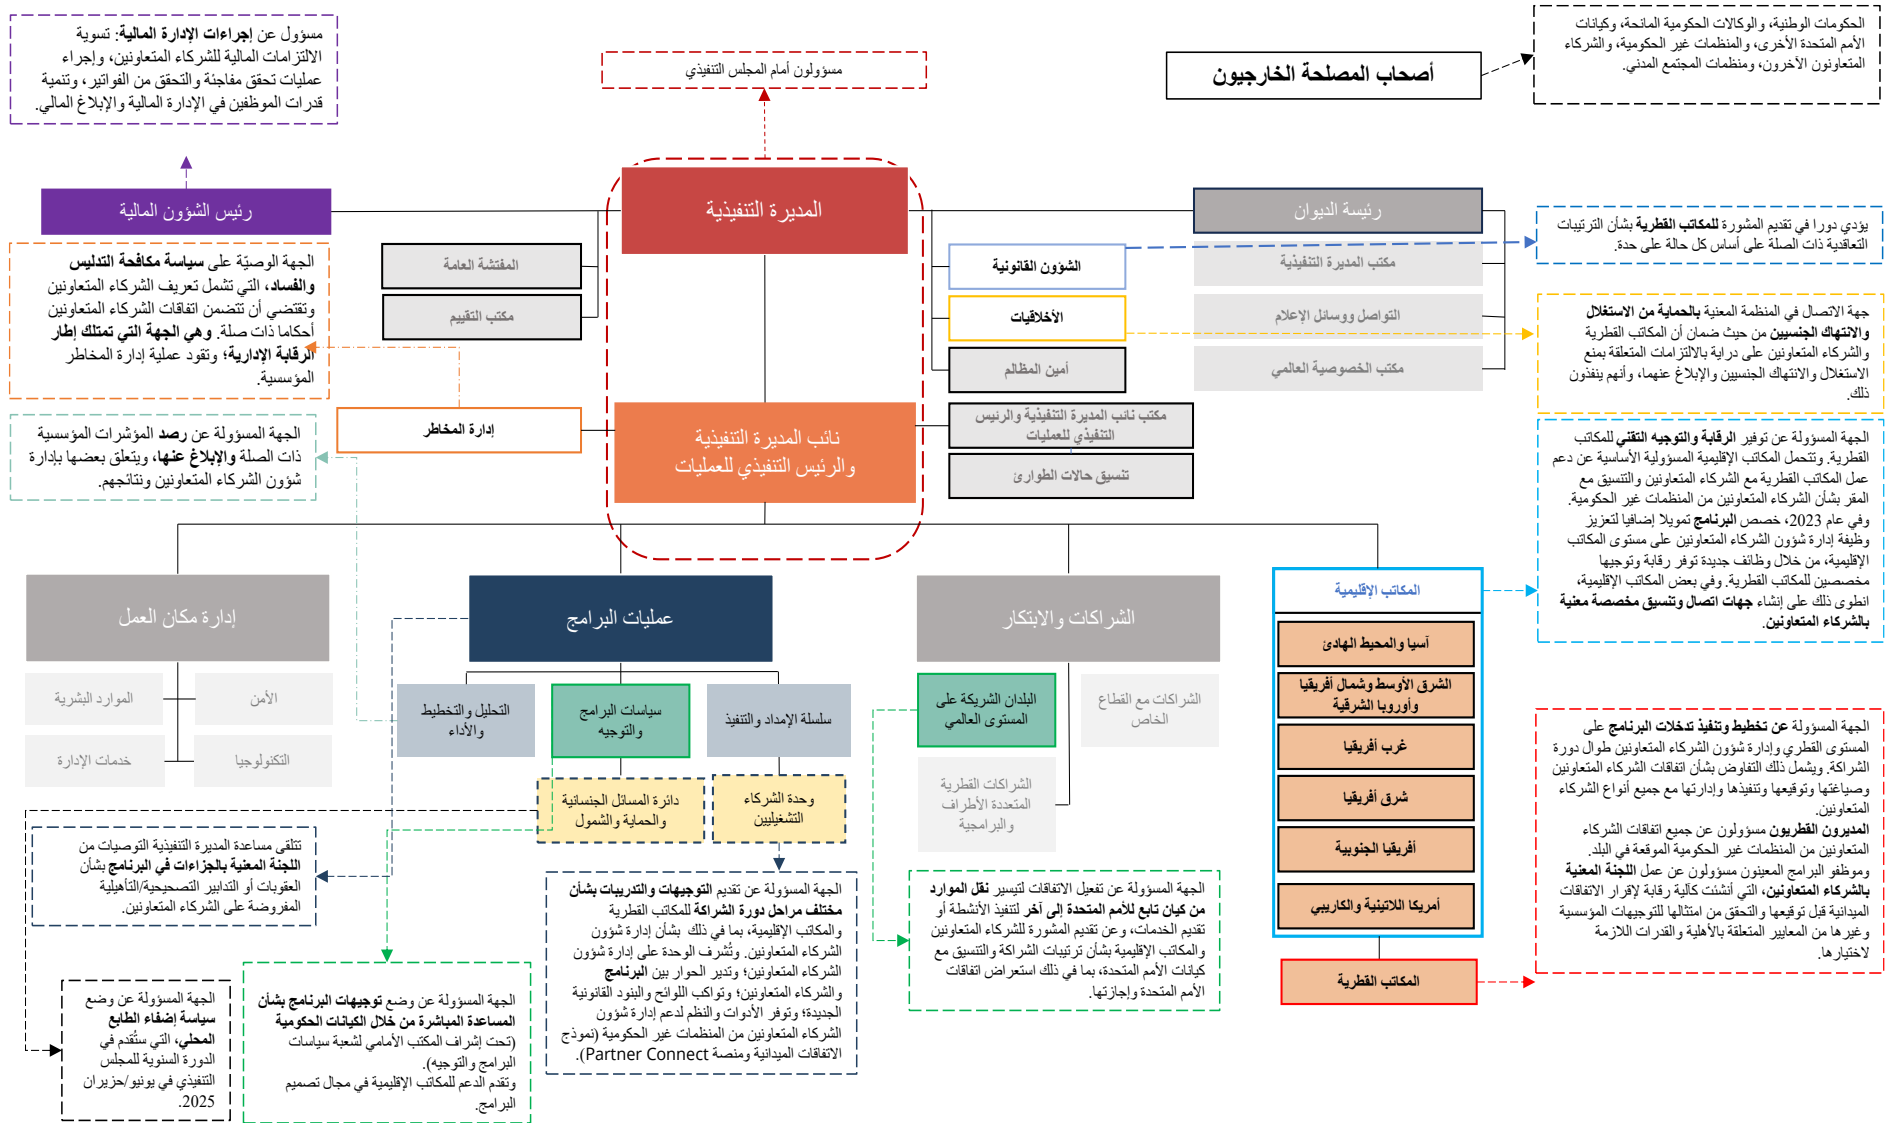 الحكومات الوطنية، والوكالات الحكومية المانحة، وكيانات
الأمم المتحدة الأخرى، والمنظمات غير الحكومية، والشركاء
المتعاونون الآخرون، ومنظمات المجتمع المدني.
أصحاب المصلحة الخارجيون
مسؤولون أمام المجلس التنفيذي
مسؤول عن إجراءات الإدارة المالية: تسوية
الالتزامات المالية للشركاء المتعاونين، وإجراء
عمليات تحقق مفاجئة والتحقق من الفواتير، وتنمية
قدرات الموظفين في الإدارة المالية والإبلاغ المالي.
المديرة التنفيذية
رئيسة الديوان
رئيس الشؤون المالية
يؤدي دورا في تقديم المشورة للمكاتب القطرية بشأن الترتيبات
التعاقدية ذات الصلة على أساس كل حالة على حدة.
مكتب المديرة التنفيذية
التواصل ووسائل الإعلام
مكتب الخصوصية العالمي
الشؤون القانونية
الأخلاقيات
أمين المظالم
المفتشة العامة
مكتب التقييم
جهة الاتصال في المنظمة المعنية بالحماية من الاستغلال
والانتهاك الجنسيين من حيث ضمان أن المكاتب القطرية
والشركاء المتعاونين على دراية بالالتزامات المتعلقة بمنع
الاستغلال والانتهاك الجنسيين والإبلاغ عنهما، وأنهم ينفذون
ذلك.
الجهة الوصيّة على سياسة مكافحة التدليس
والفساد، التي تشمل تعريف الشركاء المتعاونين
وتقتضي أن تتضمن اتفاقات الشركاء المتعاونين
أحكاما ذات صلة. وهي الجهة التي تمتلك إطار
الرقابة الإدارية؛ وتقود عملية إدارة المخاطر
المؤسسية.
نائب المديرة التنفيذية
والرئيس التنفيذي للعمليات
مكتب نائب المديرة التنفيذية والرئيس
التنفيذي للعمليات
تنسيق حالات الطوارئ
إدارة المخاطر
الجهة المسؤولة عن رصد المؤشرات المؤسسية
ذات الصلة والإبلاغ عنها، ويتعلق بعضها بإدارة
شؤون الشركاء المتعاونين ونتائجهم.
الجهة المسؤولة عن توفير الرقابة والتوجيه التقني للمكاتب
القطرية. وتتحمل المكاتب الإقليمية المسؤولية الأساسية عن دعم
عمل المكاتب القطرية مع الشركاء المتعاونين والتنسيق مع
المقر بشأن الشركاء المتعاونين من المنظمات غير الحكومية.
وفي عام 2023، خصص البرنامج تمويلا إضافيا لتعزيز
وظيفة إدارة شؤون الشركاء المتعاونين على مستوى المكاتب
الإقليمية، من خلال وظائف جديدة توفر رقابة وتوجيها
مخصصين للمكاتب القطرية. وفي بعض المكاتب الإقليمية،
انطوى ذلك على إنشاء جهات اتصال وتنسيق مخصصة معنية
بالشركاء المتعاونين.
المكاتب الإقليمية
آسيا والمحيط الهادئ
الشرق الأوسط وشمال أفريقيا
وأوروبا الشرقية
غرب أفريقيا
شرق أفريقيا
أفريقيا الجنوبية
أمريكا اللاتينية والكاريبي
المكاتب القطرية
الشراكات والابتكار
الشراكات مع القطاع
الخاص
البلدان الشريكة على
المستوى العالمي
الشراكات القطرية
المتعددة الأطراف
والبرامجية
عمليات البرامج
سلسلة الإمداد والتنفيذ
سياسات البرامج
والتوجيه
التحليل والتخطيط
والأداء
وحدة الشركاء
التشغيليين
دائرة المسائل الجنسانية
والحماية والشمول
إدارة مكان العمل
الأمن
الموارد البشرية
التكنولوجيا
خدمات الإدارة
الجهة المسؤولة عن تخطيط وتنفيذ تدخلات البرنامج على
المستوى القطري وإدارة شؤون الشركاء المتعاونين طوال دورة
الشراكة. ويشمل ذلك التفاوض بشأن اتفاقات الشركاء المتعاونين
وصياغتها وتوقيعها وتنفيذها وإدارتها مع جميع أنواع الشركاء
المتعاونين.
المديرون القطريون مسؤولون عن جميع اتفاقات الشركاء
المتعاونين من المنظمات غير الحكومية الموقعة في البلد.
وموظفو البرامج المعينون مسؤولون عن عمل اللجنة المعنية
بالشركاء المتعاونين، التي أنشئت كآلية رقابة لإقرار الاتفاقات
الميدانية قبل توقيعها والتحقق من امتثالها للتوجيهات المؤسسية
وغيرها من المعايير المتعلقة بالأهلية والقدرات اللازمة
لاختيارها.
الجهة المسؤولة عن تفعيل الاتفاقات لتيسير نقل الموارد
من كيان تابع للأمم المتحدة إلى آخر لتنفيذ الأنشطة أو
تقديم الخدمات، وعن تقديم المشورة للشركاء المتعاونين
والمكاتب الإقليمية بشأن ترتيبات الشراكة والتنسيق مع
كيانات الأمم المتحدة، بما في ذلك استعراض اتفاقات
الأمم المتحدة وإجازتها.
الجهة المسؤولة عن تقديم التوجيهات والتدريبات بشأن
مختلف مراحل دورة الشراكة للمكاتب القطرية
والمكاتب الإقليمية، بما في ذلك بشأن إدارة شؤون
الشركاء المتعاونين. وتُشرف الوحدة على إدارة شؤون
الشركاء المتعاونين؛ وتدير الحوار بين البرنامج
والشركاء المتعاونين؛ وتواكب اللوائح والبنود القانونية
الجديدة؛ وتوفر الأدوات والنظم لدعم إدارة شؤون
الشركاء المتعاونين من المنظمات غير الحكومية (نموذج
الاتفاقات الميدانية ومنصة Partner Connect).
تتلقى مساعدة المديرة التنفيذية التوصيات من
اللجنة المعنية بالجزاءات في البرنامج بشأن
العقوبات أو التدابير التصحيحية/التأهيلية
المفروضة على الشركاء المتعاونين.
الجهة المسؤولة عن وضع توجيهات البرنامج بشأن
المساعدة المباشرة من خلال الكيانات الحكومية
(تحت إشراف المكتب الأمامي لشعبة سياسات
البرامج والتوجيه).
وتقدم الدعم للمكاتب الإقليمية في مجال تصميم
البرامج.
الجهة المسؤولة عن وضع
سياسة إضفاء الطابع
المحلي، التي ستُقدم في
الدورة السنوية للمجلس
التنفيذي في يونيو/حزيران
2025.